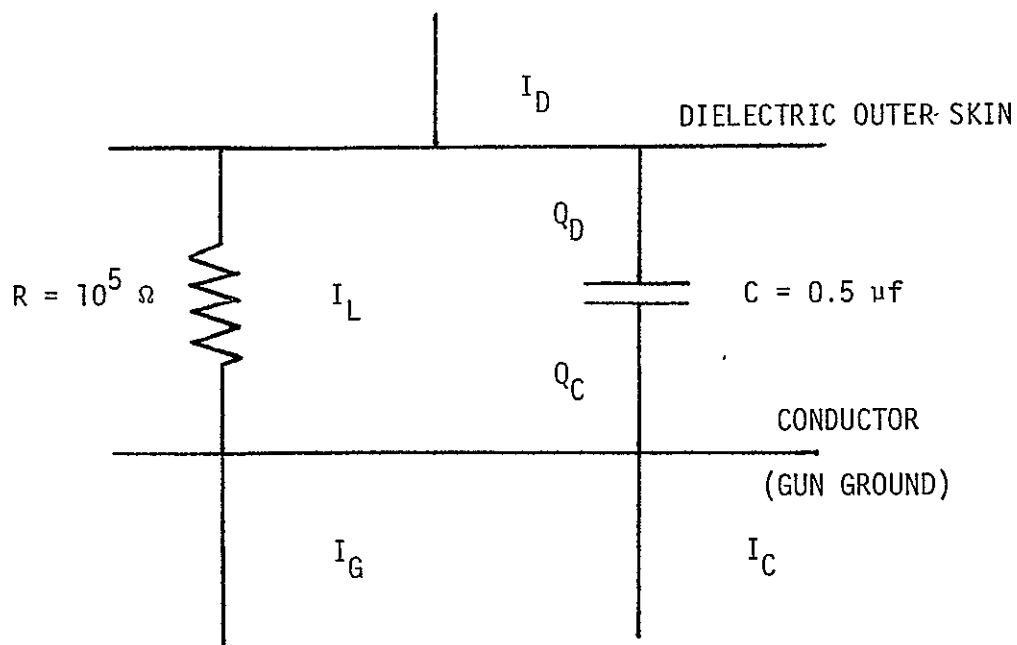 I_D
DIELECTRIC OUTER SKIN
Q_D
R = 10^5 Ω
I_L
C = 0.5 μf
Q_C
CONDUCTOR
(GUN GROUND)
I_G
I_C